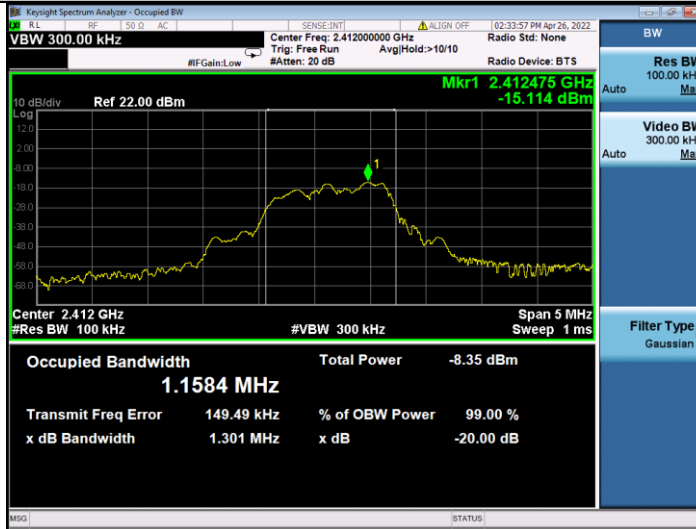 Keysight Spectrum Analyzer - Occupied BW
LXI RL RF 50 Ω AC SENSE:INT ALIGN OFF 02:33:57 PM Apr 26, 2022
VBW 300.00 kHz Center Freq: 2.412000000 GHz Radio Std: None BW
Trig: Free Run Avg|Hold:>10/10
#IFGain:Low #Atten: 20 dB Radio Device: BTS
Res BW
100.00 kH
Auto Ma
Mkr1 2.412475 GHz
10 dB/div Ref 22.00 dBm -15.114 dBm
Log
12.0
2.00
-8.00
-18.0
-28.0
-38.0
-48.0
-58.0
-68.0
1
Video BW
300.00 kH
Auto Ma
Center 2.412 GHz Span 5 MHz
#Res BW 100 kHz #VBW 300 kHz Sweep 1 ms
Filter Type
Gaussian
Occupied Bandwidth Total Power -8.35 dBm
1.1584 MHz
Transmit Freq Error 149.49 kHz % of OBW Power 99.00 %
x dB Bandwidth 1.301 MHz x dB -20.00 dB
MSG STATUS